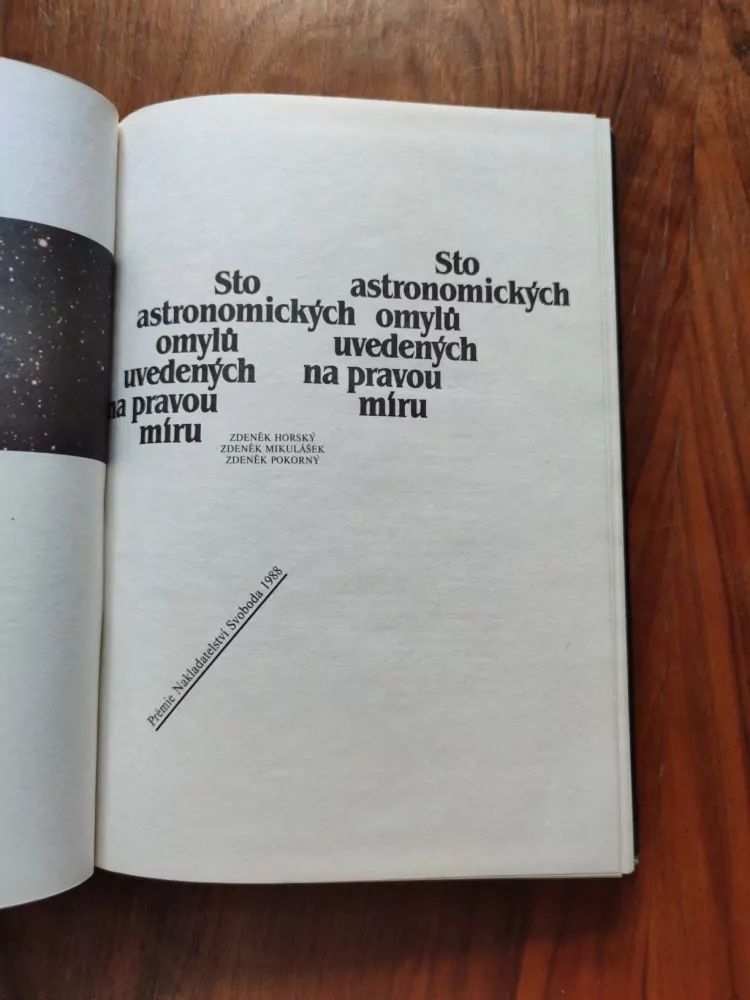 Sto
astronomických
omylů
uvedených
na pravou
míru
Sto
astronomických
omylů
uvedených
na pravou
míru
ZDENĚK HORSKÝ
ZDENĚK MIKULÁŠEK
ZDENĚK POKORNÝ
Prémie Nakladatelství Svoboda 1988